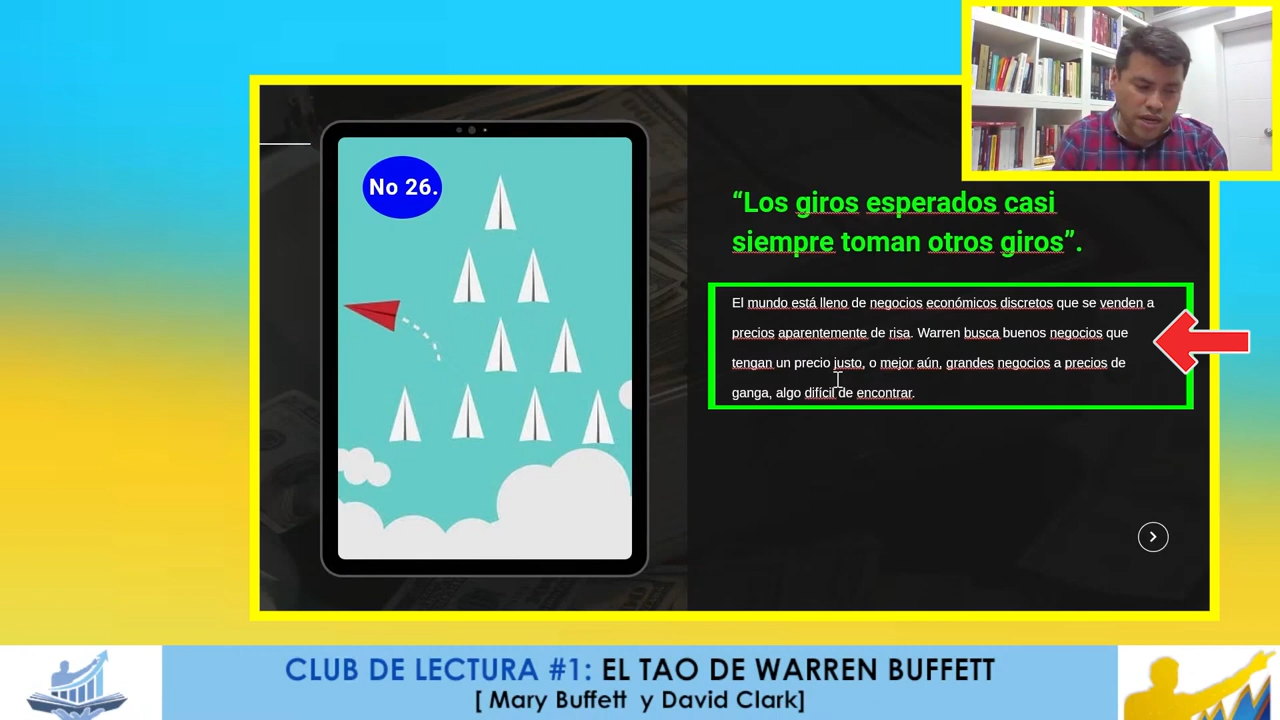 No 26.
“Los giros esperados casi
siempre toman otros giros”.
El mundo está lleno de negocios económicos discretos que se venden a
precios aparentemente de risa. Warren busca buenos negocios que
tengan un precio justo, o mejor aún, grandes negocios a precios de
ganga, algo difícil de encontrar.
CLUB DE LECTURA #1: EL TAO DE WARREN BUFFETT
[ Mary Buffett y David Clark]